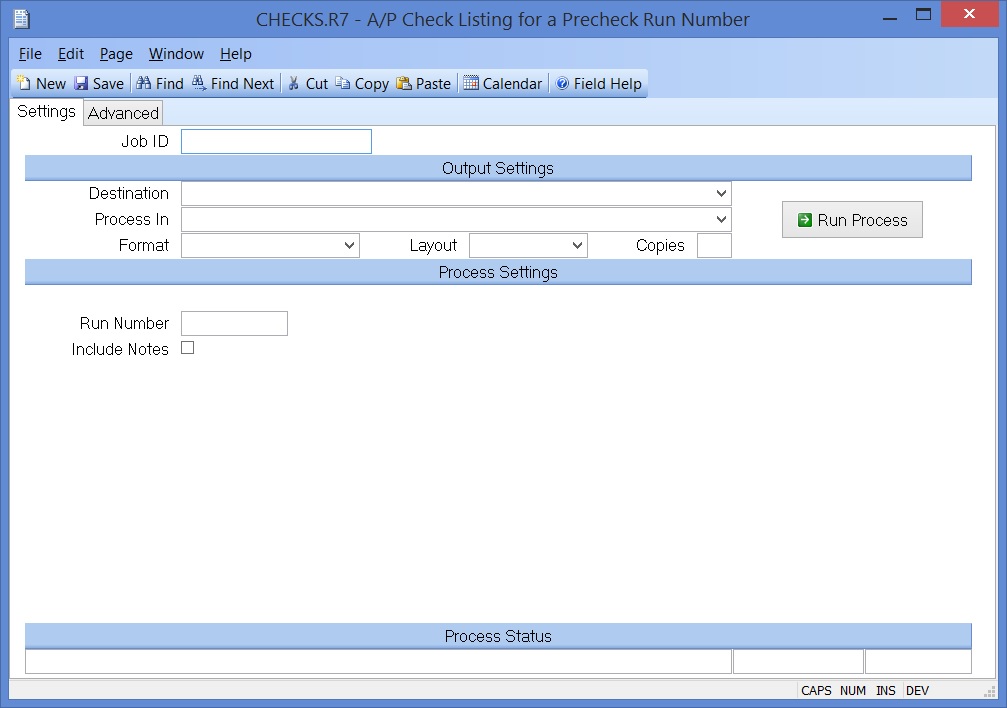 CHECKS.R7 - A/P Check Listing for a Precheck Run Number
File Edit Page Window Help
New Save Find Find Next Cut Copy Paste Calendar Field Help
Settings Advanced
Job ID
Output Settings
Destination
Process In
Run Process
Format Layout Copies
Process Settings
Run Number
Include Notes
Process Status
CAPS NUM INS DEV